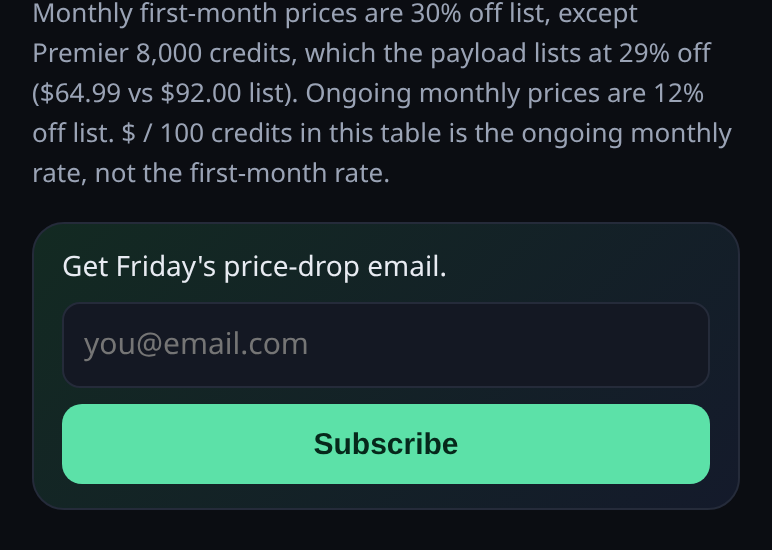 Monthly first-month prices are 30% off list, except
Premier 8,000 credits, which the payload lists at 29% off
($64.99 vs $92.00 list). Ongoing monthly prices are 12%
off list. $ / 100 credits in this table is the ongoing monthly
rate, not the first-month rate.
Get Friday's price-drop email.
you@email.com
Subscribe